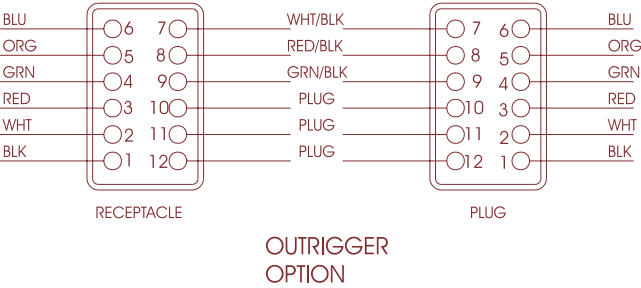 BLU 6 7 WHT/BLK 7 6 BLU
ORG 5 8 RED/BLK 8 5 ORG
GRN 4 9 GRN/BLK 9 4 GRN
RED 3 10 PLUG 10 3 RED
WHT 2 11 PLUG 11 2 WHT
BLK 1 12 PLUG 12 1 BLK
RECEPTACLE PLUG
OUTRIGGER
OPTION